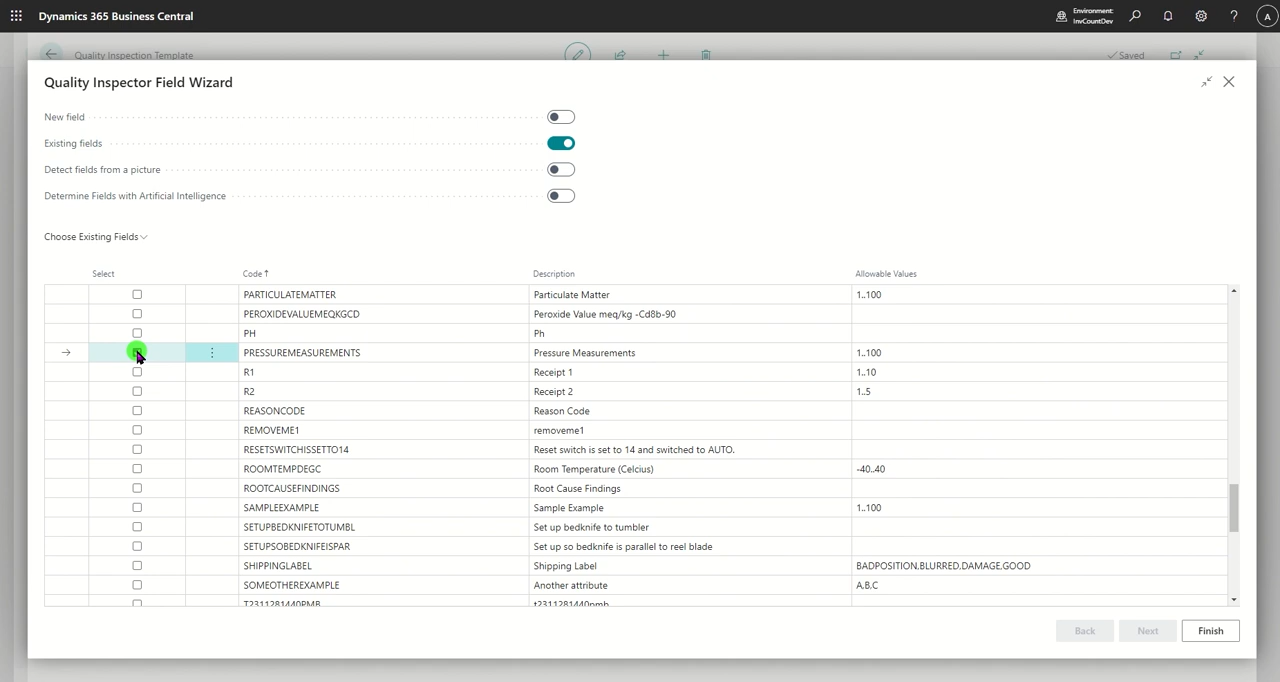 Dynamics 365 Business Central
Environment:
InvCountDev
?
A
Quality Inspection Template
Saved
Quality Inspector Field Wizard
New field
Existing fields
Detect fields from a picture
Determine Fields with Artificial Intelligence
Choose Existing Fields
Select Code↑ Description Allowable Values
PARTICULATEMATTER Particulate Matter 1..100
PEROXIDEVALUEMEQKGCD Peroxide Value meq/kg -Cd8b-90
PH Ph
PRESSUREMEASUREMENTS Pressure Measurements 1..100
R1 Receipt 1 1..10
R2 Receipt 2 1..5
REASONCODE Reason Code
REMOVEME1 removeme1
RESETSWITCHISSETTO14 Reset switch is set to 14 and switched to AUTO.
ROOMTEMPDEGC Room Temperature (Celcius) -40..40
ROOTCAUSEFINDINGS Root Cause Findings
SAMPLEEXAMPLE Sample Example 1..100
SETUPBEDKNIFETOTUMBL Set up bedknife to tumbler
SETUPSOBEDKNIFEISPAR Set up so bedknife is parallel to reel blade
SHIPPINGLABEL Shipping Label BADPOSITION,BLURRED,DAMAGE,GOOD
SOMEOTHEREXAMPLE Another attribute A,B,C
T2311281440PMB t2311281440pmb
Back Next Finish